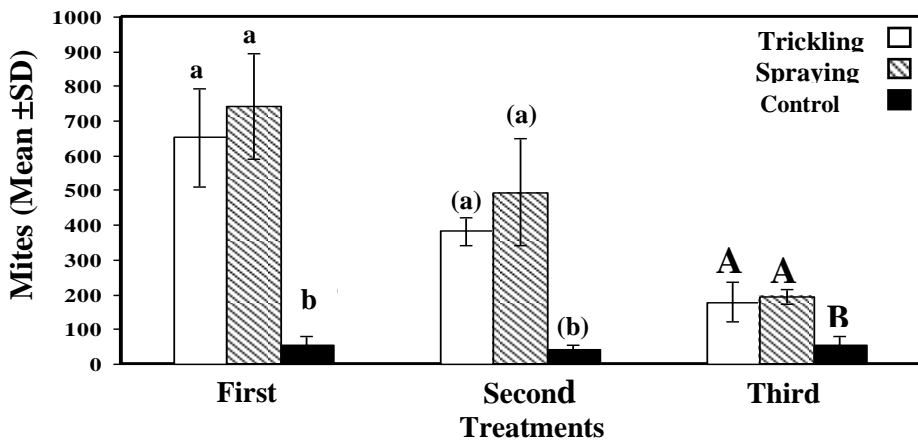 Mites (Mean ±SD)
1000
900
800
700
600
500
400
300
200
100
0
a
a
b
(a)
(a)
(b)
A
A
B
Trickling
Spraying
Control
First
Second
Third
Treatments